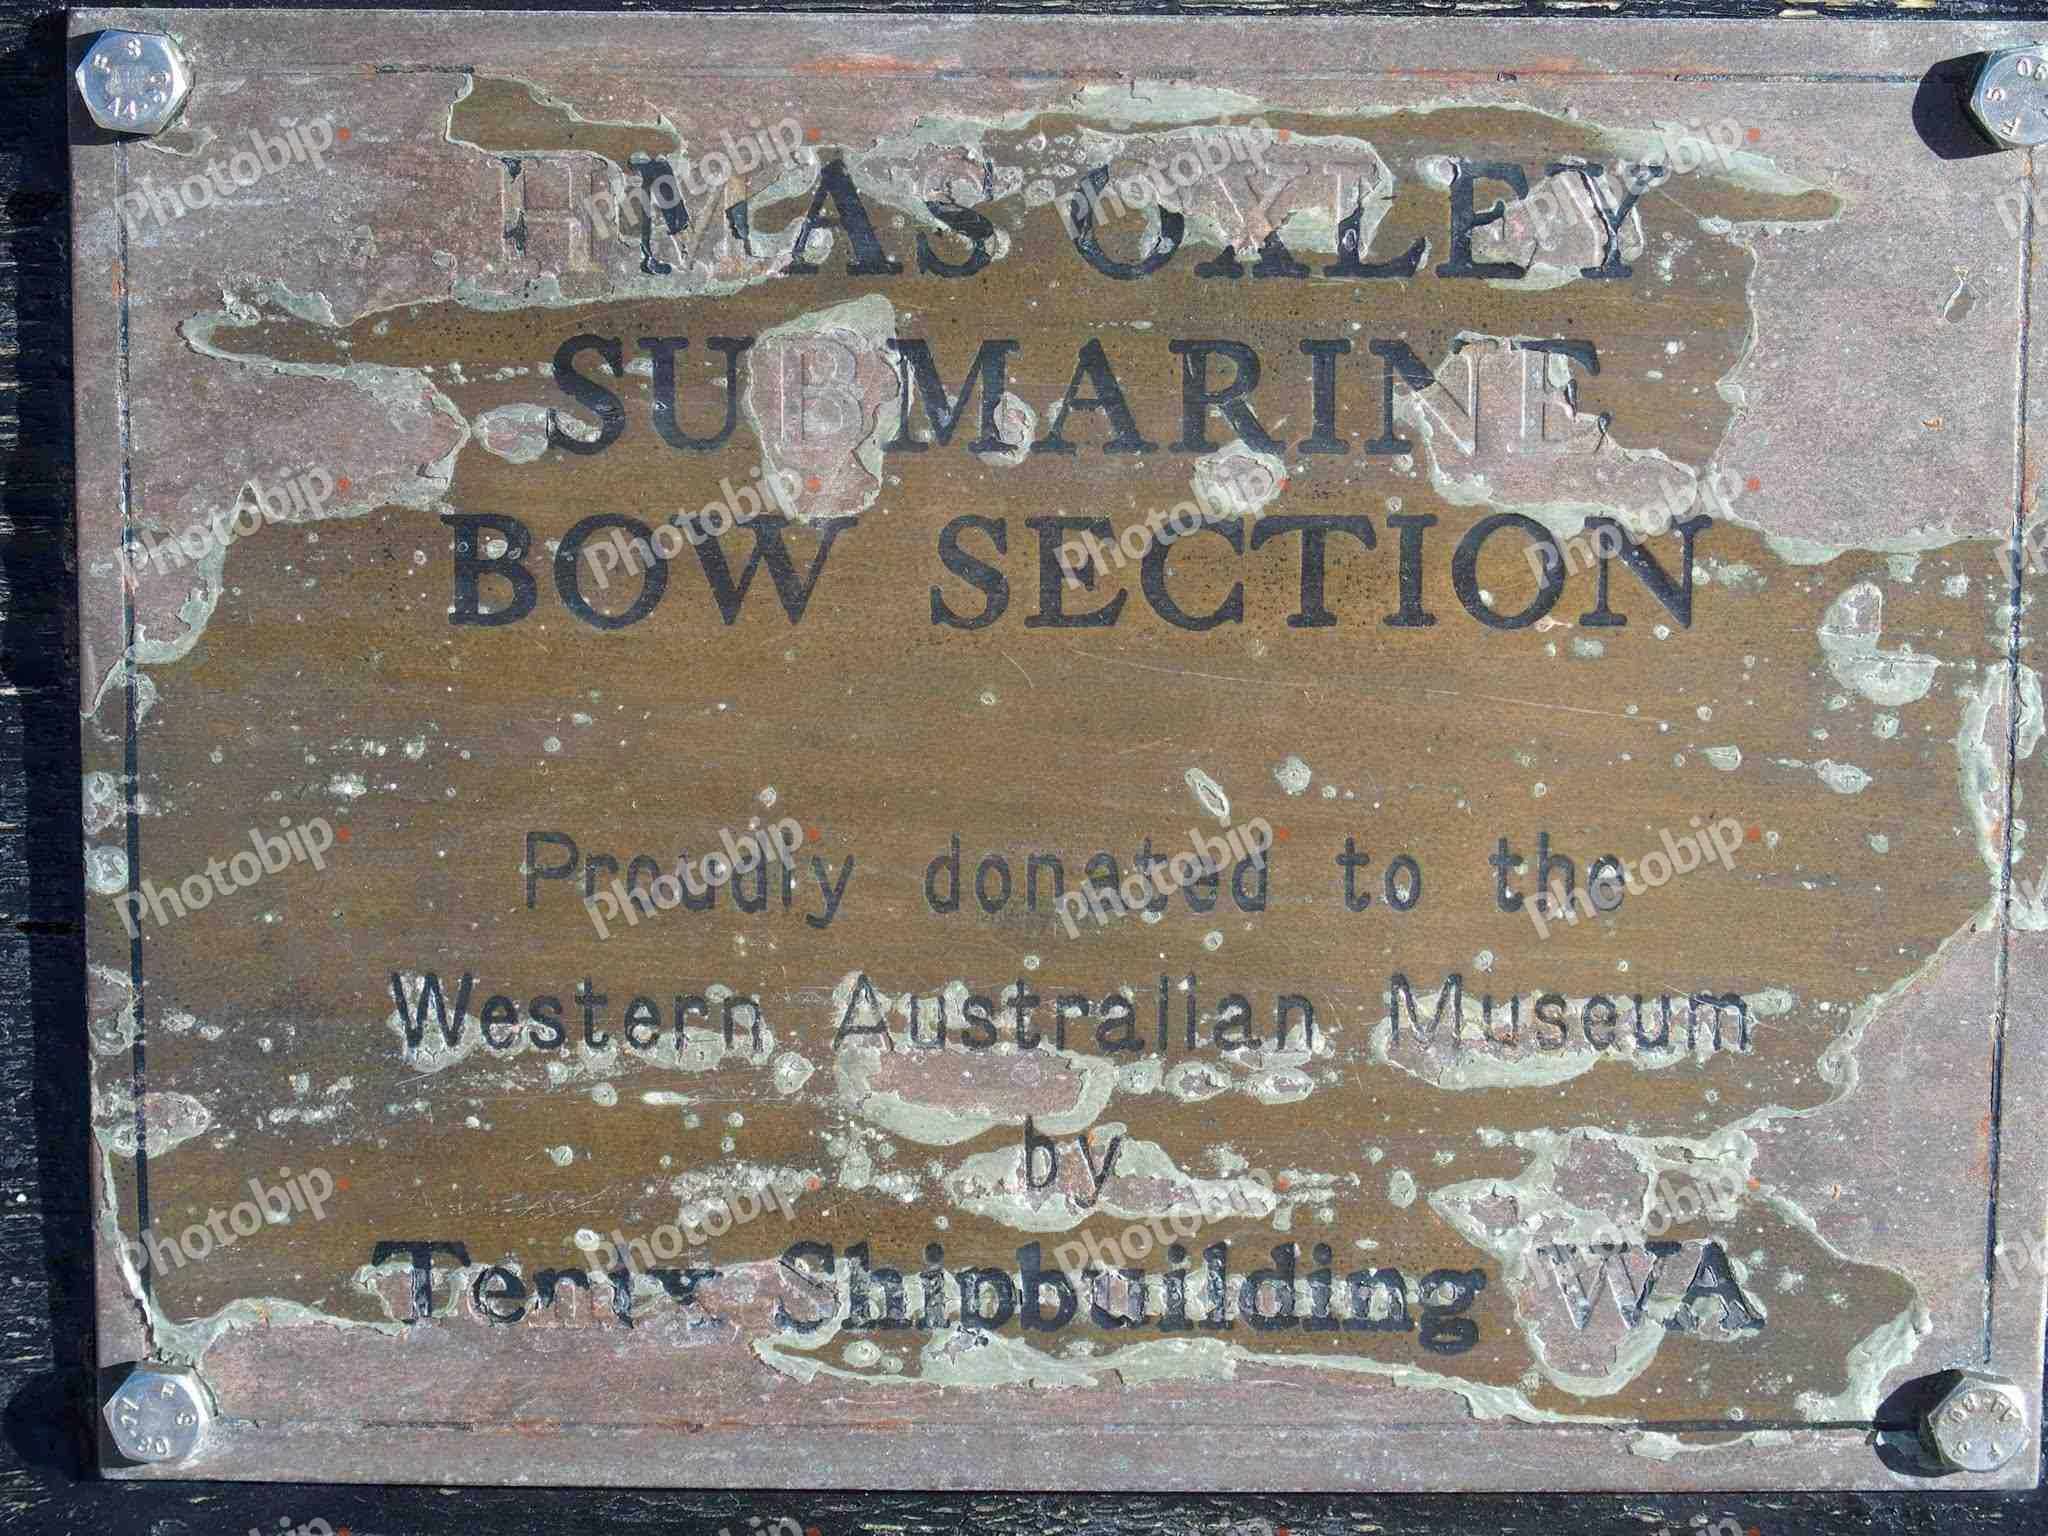 HMAS OXLEY
SUBMARINE
BOW SECTION
Proudly donated to the
Western Australian Museum
by
Tenix Shipbuilding WA